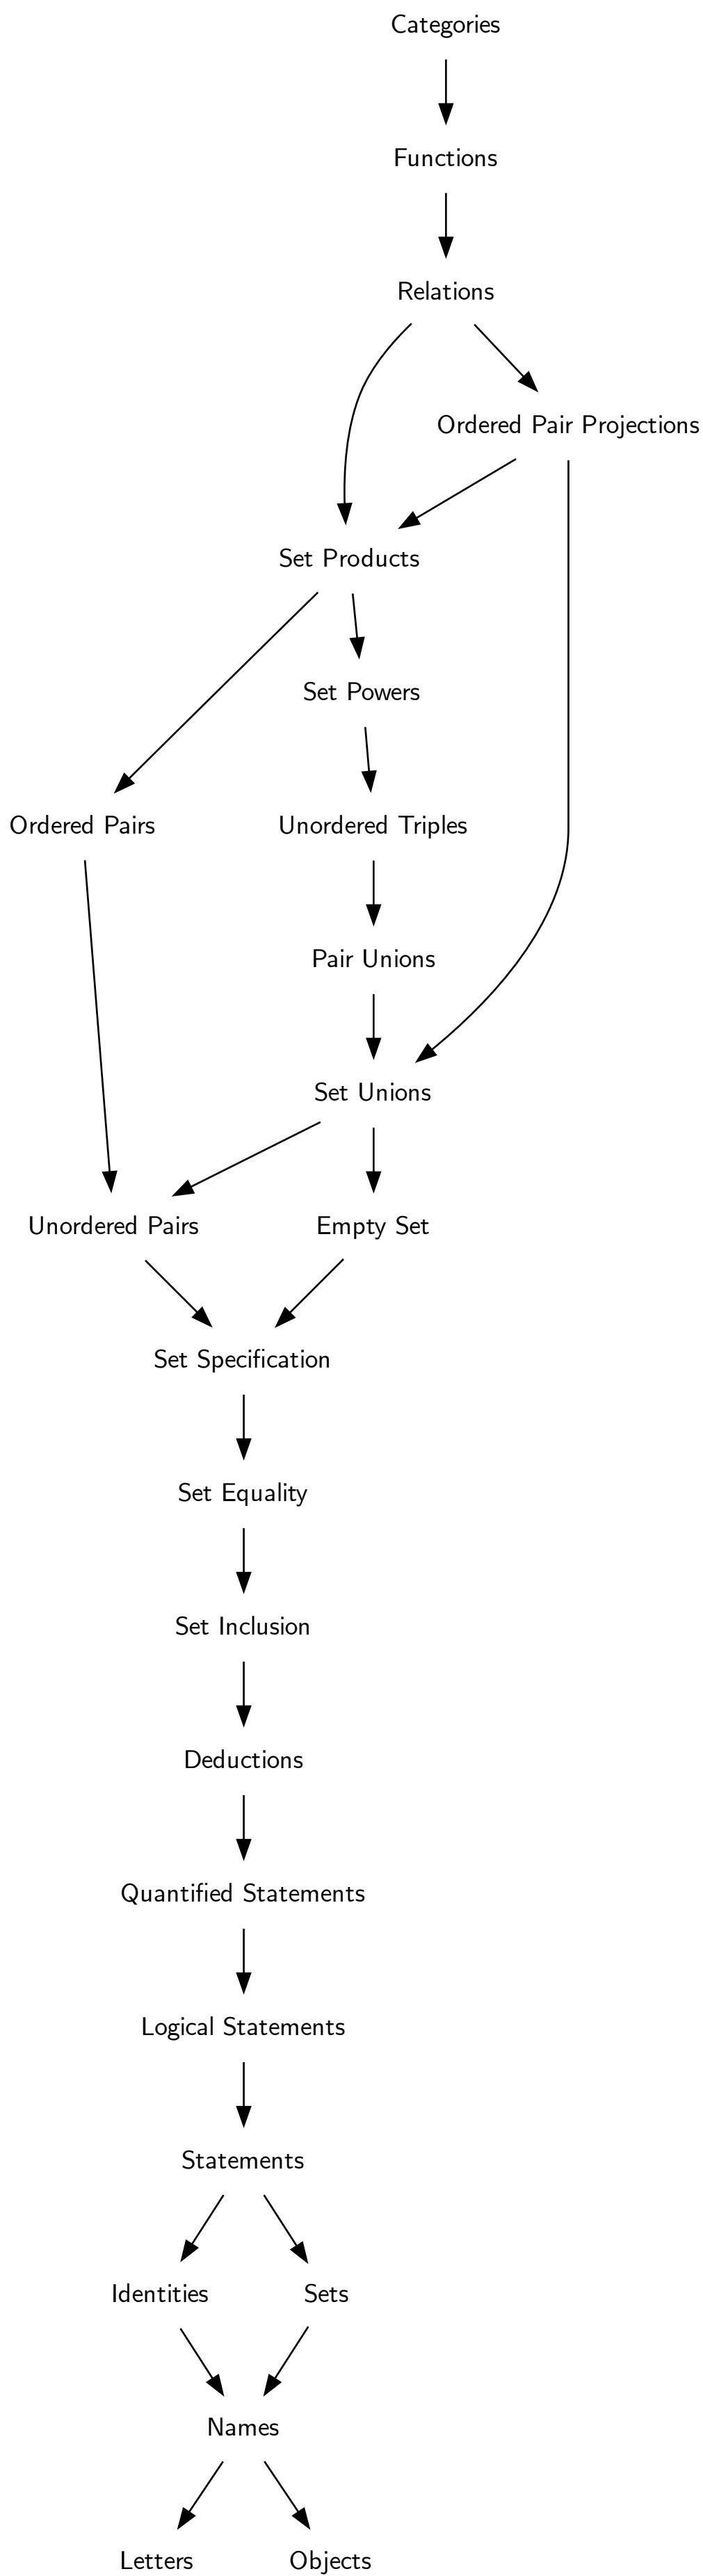 Categories
Functions
Relations
Ordered Pair Projections
Set Products
Set Powers
Ordered Pairs
Unordered Triples
Pair Unions
Set Unions
Unordered Pairs
Empty Set
Set Specification
Set Equality
Set Inclusion
Deductions
Quantified Statements
Logical Statements
Statements
Identities
Sets
Names
Letters
Objects